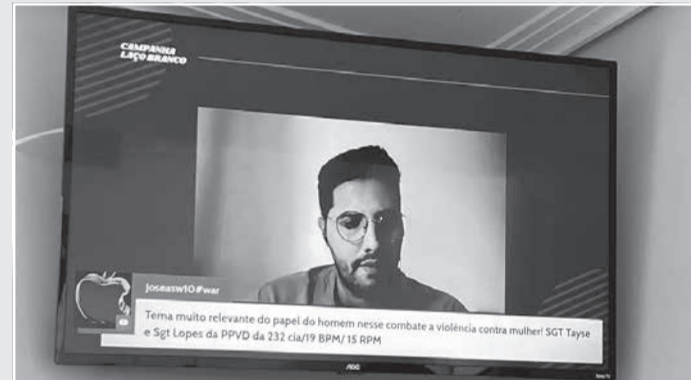 CAMPANHA
LAÇO BRANCO
joseasw10#war
Tema muito relevante do papel do homem nesse combate a violência contra mulher! SGT Tayse
e Sgt Lopes da PPVD da 232 cia/19 BPM/ 15 RPM
AOC